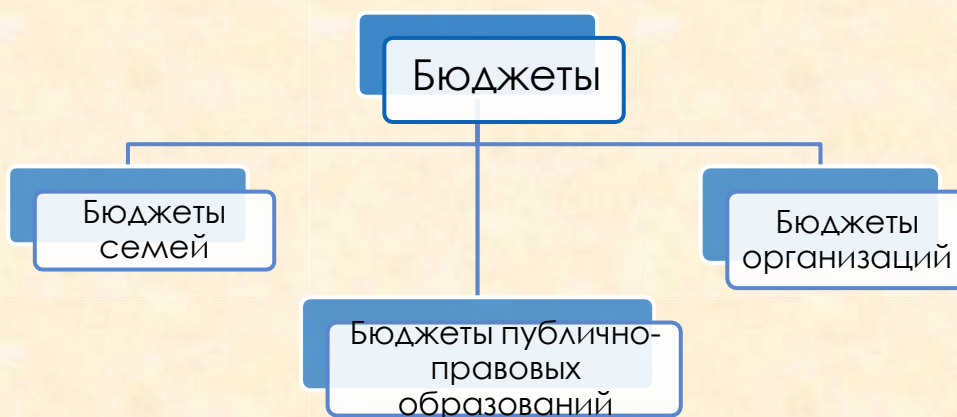 Бюджеты
Бюджеты
семей
Бюджеты
организаций
Бюджеты публично-
правовых
образований